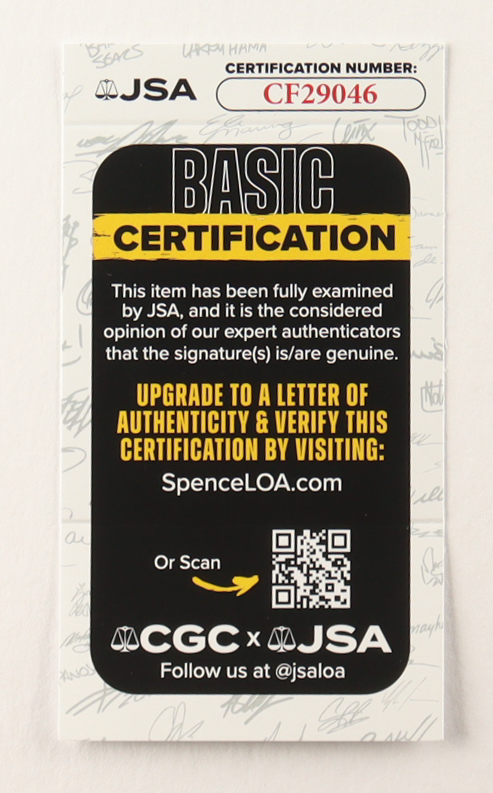 JSA
CERTIFICATION NUMBER:
CF29046
BASIC
CERTIFICATION
This item has been fully examined
by JSA, and it is the considered
opinion of our expert authenticators
that the signature(s) is/are genuine.
UPGRADE TO A LETTER OF
AUTHENTICITY & VERIFY THIS
CERTIFICATION BY VISITING:
SpenceLOA.com
Or Scan
CGC x JSA
Follow us at @jsaloa